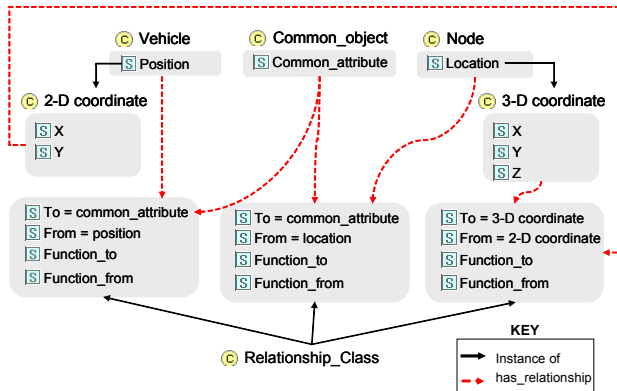 C Vehicle
S Position
C Common_object
S Common_attribute
C Node
S Location
C 2-D coordinate
S X
S Y
C 3-D coordinate
S X
S Y
S Z
S To = common_attribute
S From = position
S Function_to
S Function_from
S To = common_attribute
S From = location
S Function_to
S Function_from
S To = 3-D coordinate
S From = 2-D coordinate
S Function_to
S Function_from
C Relationship_Class
KEY
Instance of
has_relationship